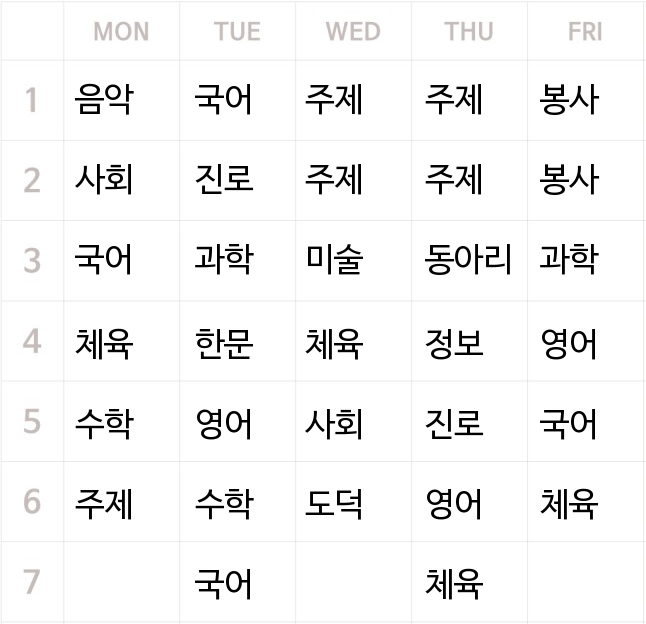 MON TUE WED THU FRI
1 음악 국어 주제 주제 봉사
2 사회 진로 주제 주제 봉사
3 국어 과학 미술 동아리 과학
4 체육 한문 체육 정보 영어
5 수학 영어 사회 진로 국어
6 주제 수학 도덕 영어 체육
7 국어 체육